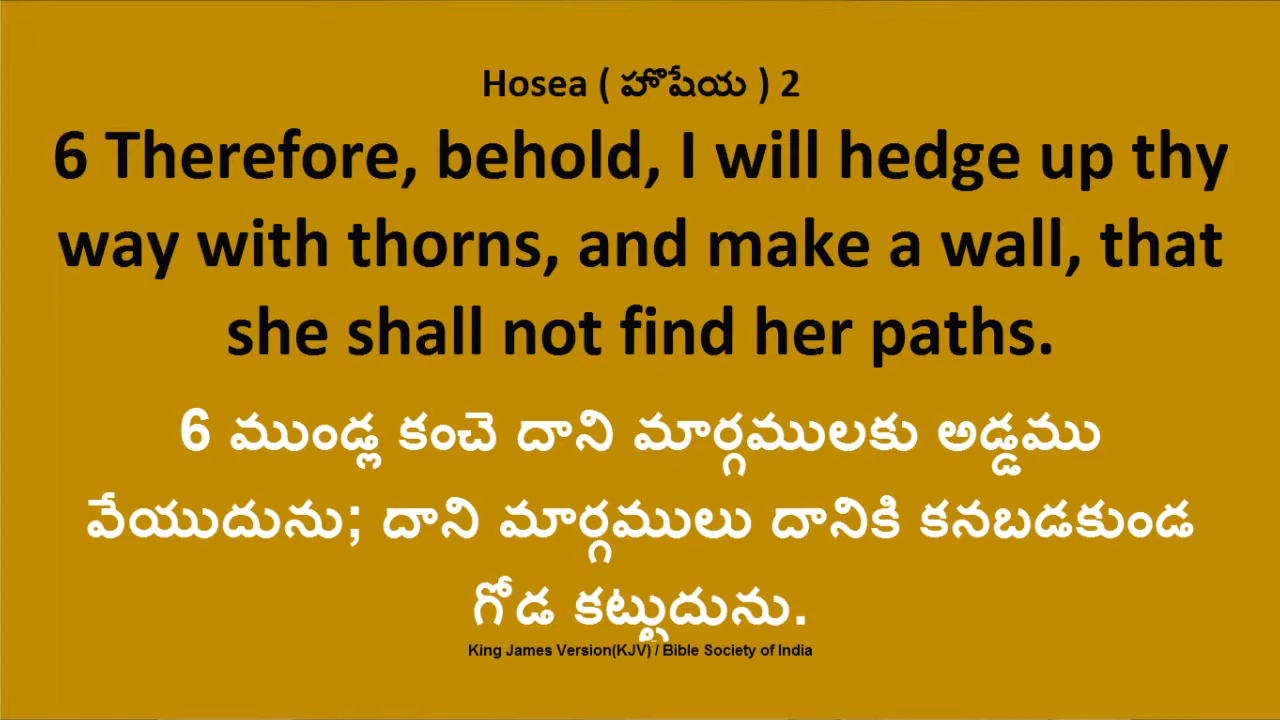 Hosea ( హొషేయ ) 2
6 Therefore, behold, I will hedge up thy
way with thorns, and make a wall, that
she shall not find her paths.
6 ముండ్ల కంచె దాని మార్గములకు అడ్డము
వేయుదును; దాని మార్గములు దానికి కనబడకుండ
గోడ కట్టుదును.
King James Version(KJV) / Bible Society of India